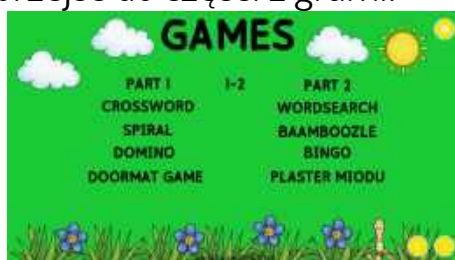 GAMES
PART 1 1-2 PART 2
CROSSWORD WORDSEARCH
SPIRAL BAAMBOOZLE
DOMINO BINGO
DOORMAT GAME PLASTER MIODU